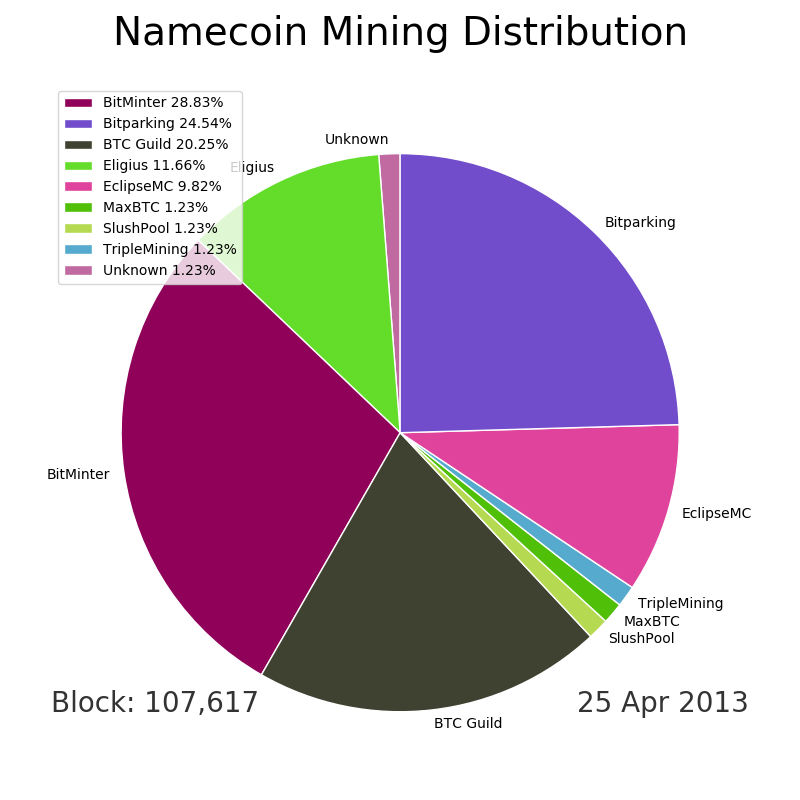 Namecoin Mining Distribution
BitMinter 28.83%
Bitparking 24.54%
BTC Guild 20.25%
Eligius 11.66%
EclipseMC 9.82%
MaxBTC 1.23%
SlushPool 1.23%
TripleMining 1.23%
Unknown 1.23%
Unknown
Eligius
Bitparking
BitMinter
EclipseMC
TripleMining
MaxBTC
SlushPool
BTC Guild
Block: 107,617
25 Apr 2013